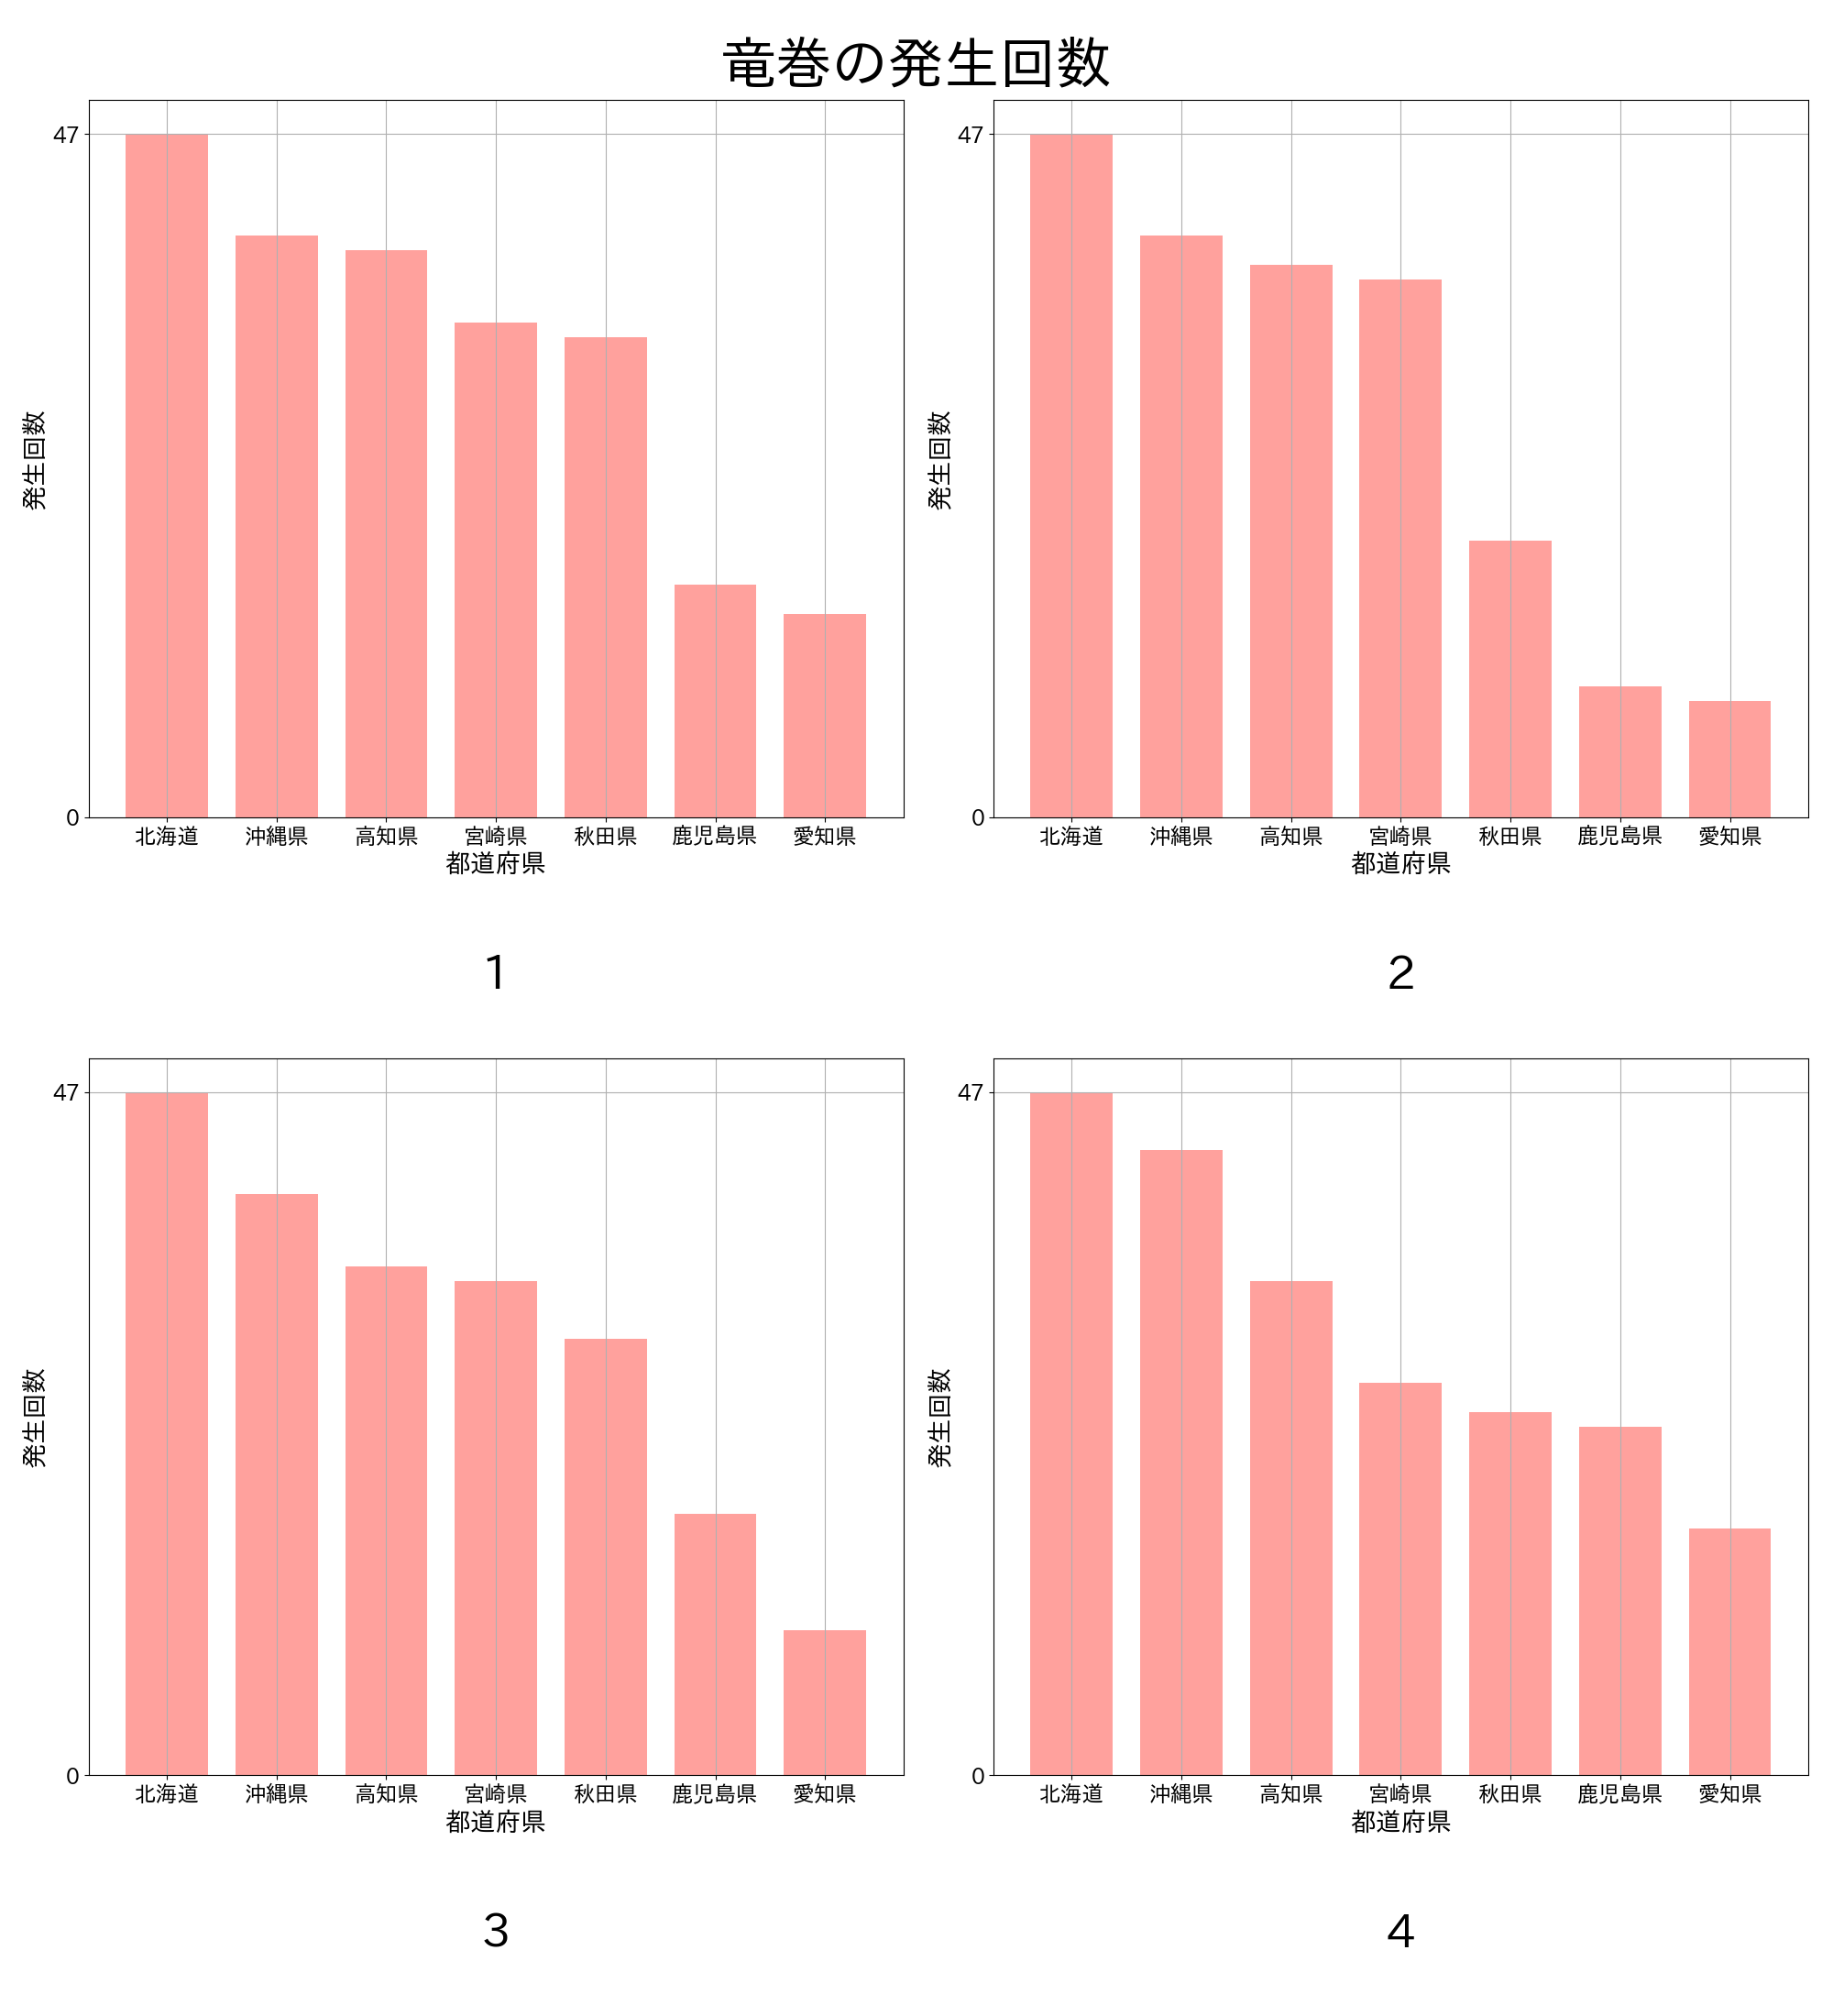 竜巻の発生回数
47
発生回数
0
北海道 沖縄県 高知県 宮崎県 秋田県 鹿児島県 愛知県
都道府県
1
47
発生回数
0
北海道 沖縄県 高知県 宮崎県 秋田県 鹿児島県 愛知県
都道府県
2
47
発生回数
0
北海道 沖縄県 高知県 宮崎県 秋田県 鹿児島県 愛知県
都道府県
3
47
発生回数
0
北海道 沖縄県 高知県 宮崎県 秋田県 鹿児島県 愛知県
都道府県
4